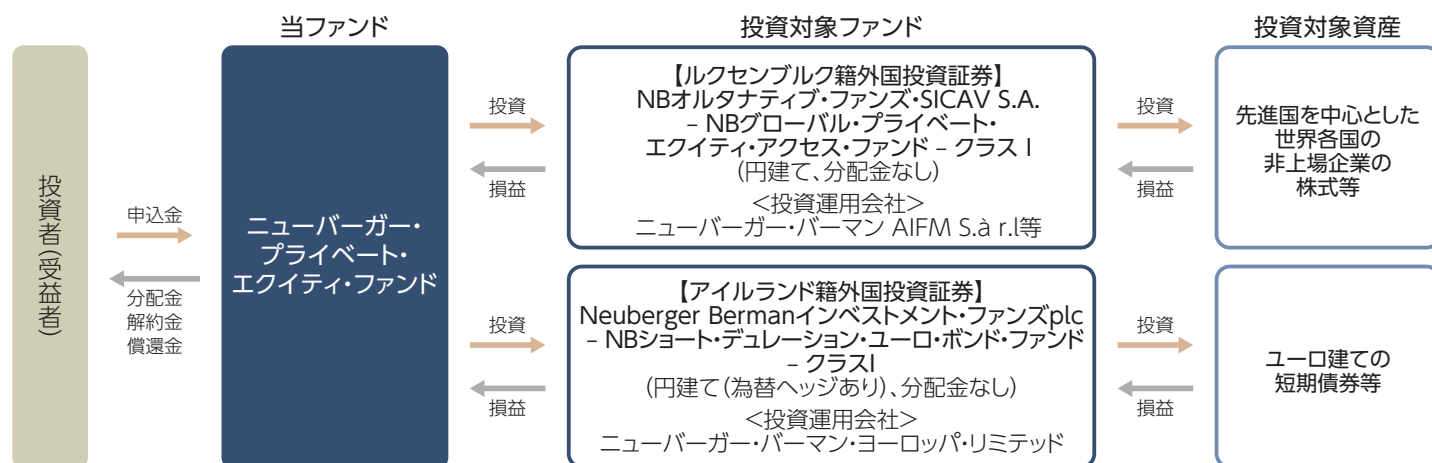 当ファンド
投資対象ファンド
投資対象資産
投資者(受益者)
申込金
分配金
解約金
償還金
ニューバーガー・
プライベート・
エクイティ・ファンド
投資
損益
【ルクセンブルク籍外国投資証券】
NBオルタナティブ・ファンズ・SICAV S.A.
– NBグローバル・プライベート・
エクイティ・アクセス・ファンド – クラス I
(円建て、分配金なし)
<投資運用会社>
ニューバーガー・バーマン AIFM S.à r.l等
投資
損益
先進国を中心とした
世界各国の
非上場企業の
株式等
投資
損益
【アイルランド籍外国投資証券】
Neuberger Bermanインベストメント・ファンズplc
– NBショート・デュレーション・ユーロ・ボンド・ファンド
– クラスI
(円建て(為替ヘッジあり)、分配金なし)
<投資運用会社>
ニューバーガー・バーマン・ヨーロッパ・リミテッド
投資
損益
ユーロ建ての
短期債券等